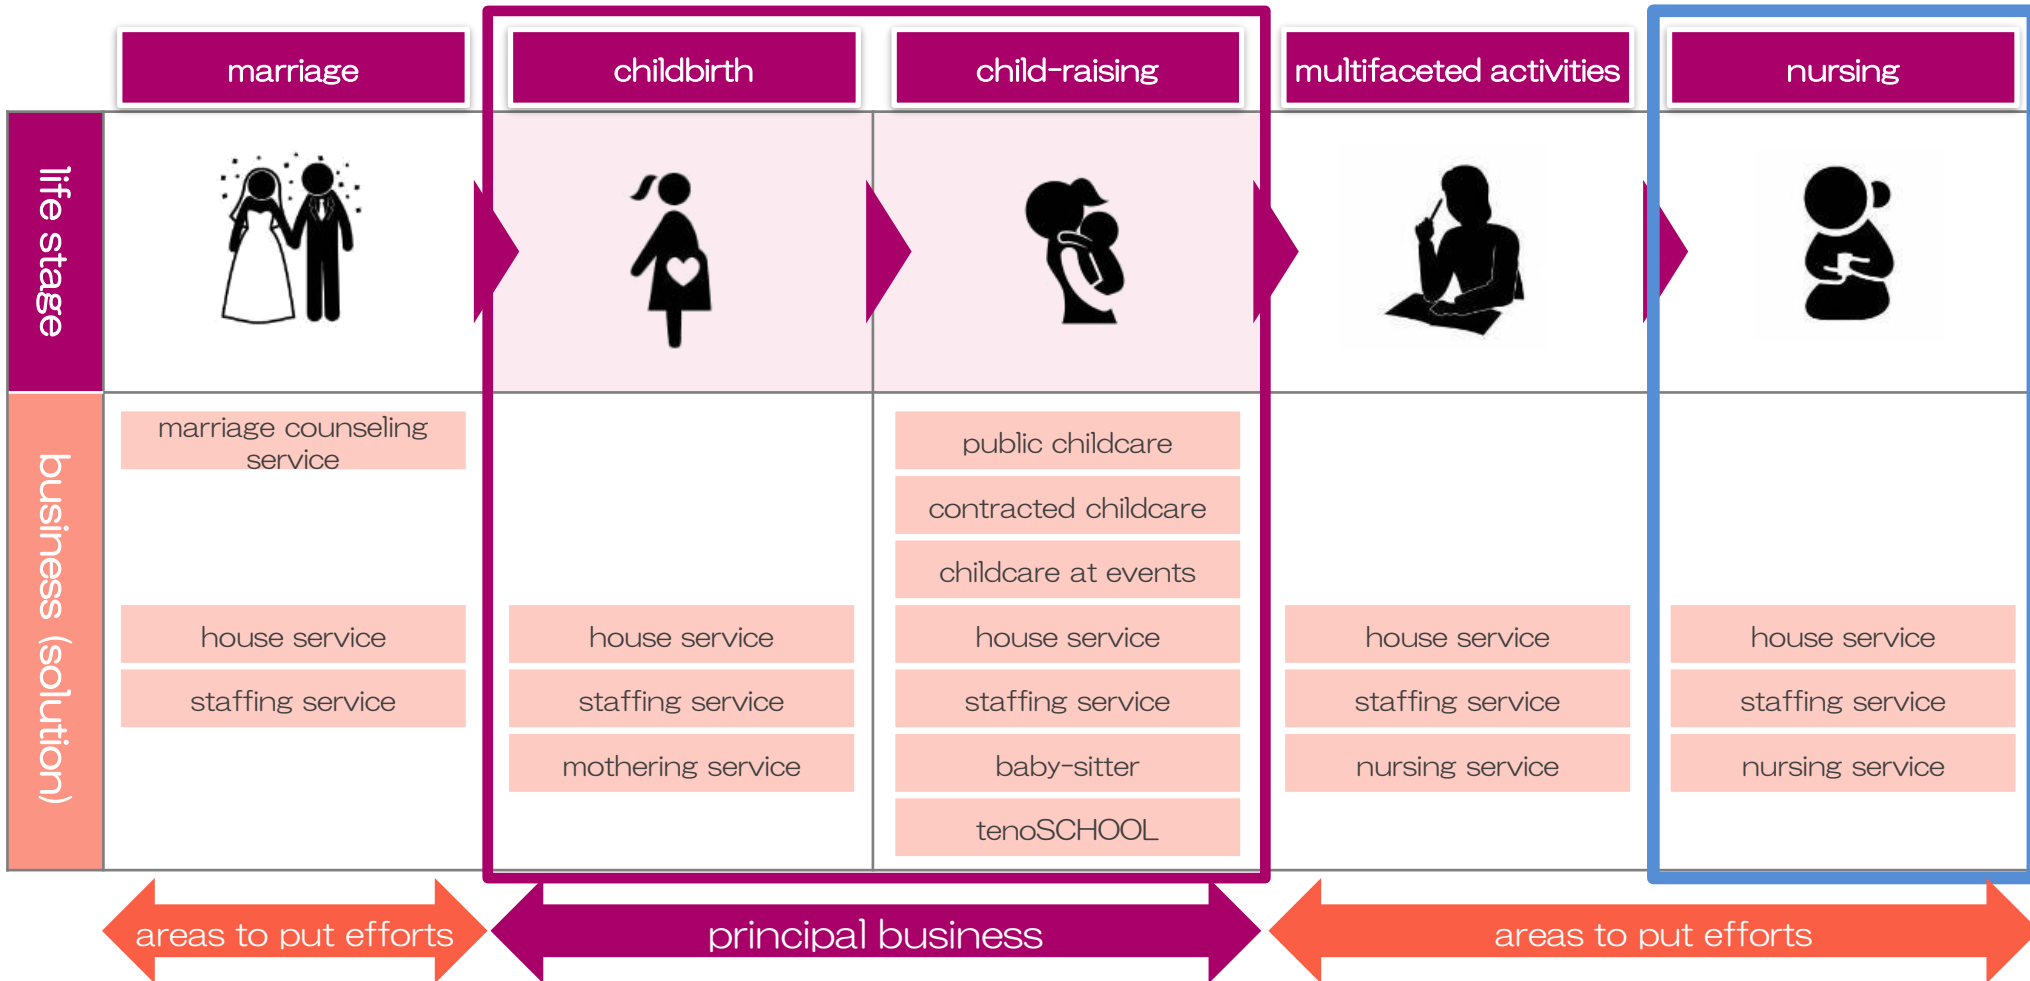 marriage
childbirth
child-raising
multifaceted activities
nursing
life stage
business (solution)
marriage counseling
service
house service
staffing service
house service
staffing service
mothering service
public childcare
contracted childcare
childcare at events
house service
staffing service
baby-sitter
tenoSCHOOL
house service
staffing service
nursing service
house service
staffing service
nursing service
areas to put efforts
principal business
areas to put efforts